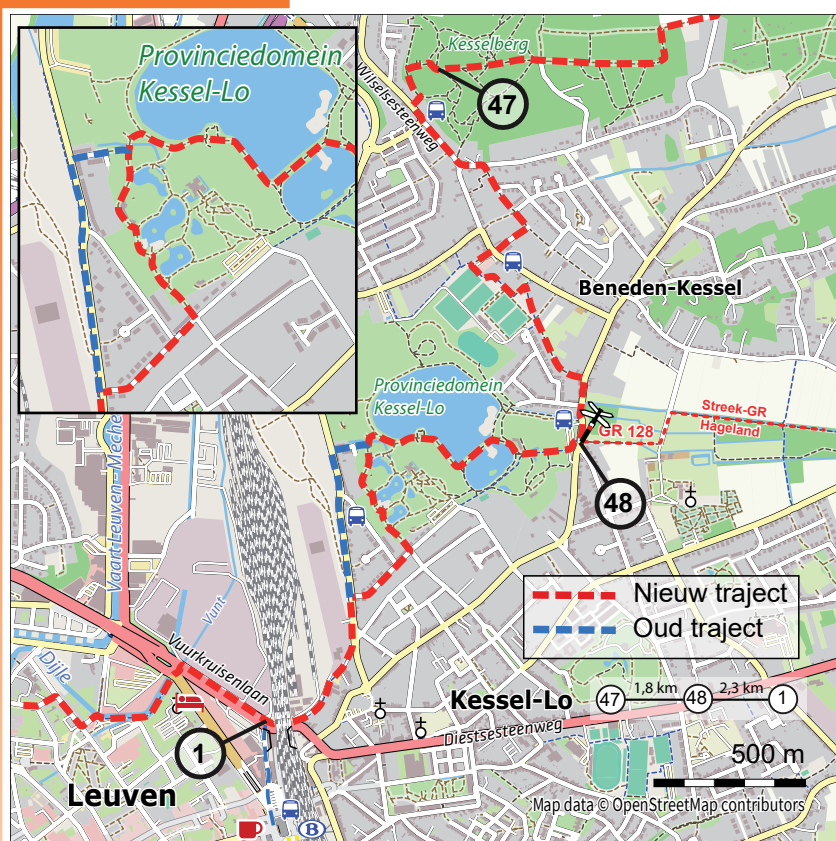 Provinciedomein
Kessel-Lo
Kesselberg
47
Wilselsesteenweg
Beneden-Kessel
Provinciedomein
Kessel-Lo
Streek-GR
Hageland
GR 128
48
Vaart Leuven - Meche
Vunt
Nieuw traject
Oud traject
Vuurkruisenlaan
Dijle
Kessel-Lo
47 1,8 km 48 2,3 km 1
Diestsesteenweg
1
500 m
Leuven
Map data © OpenStreetMap contributors
B